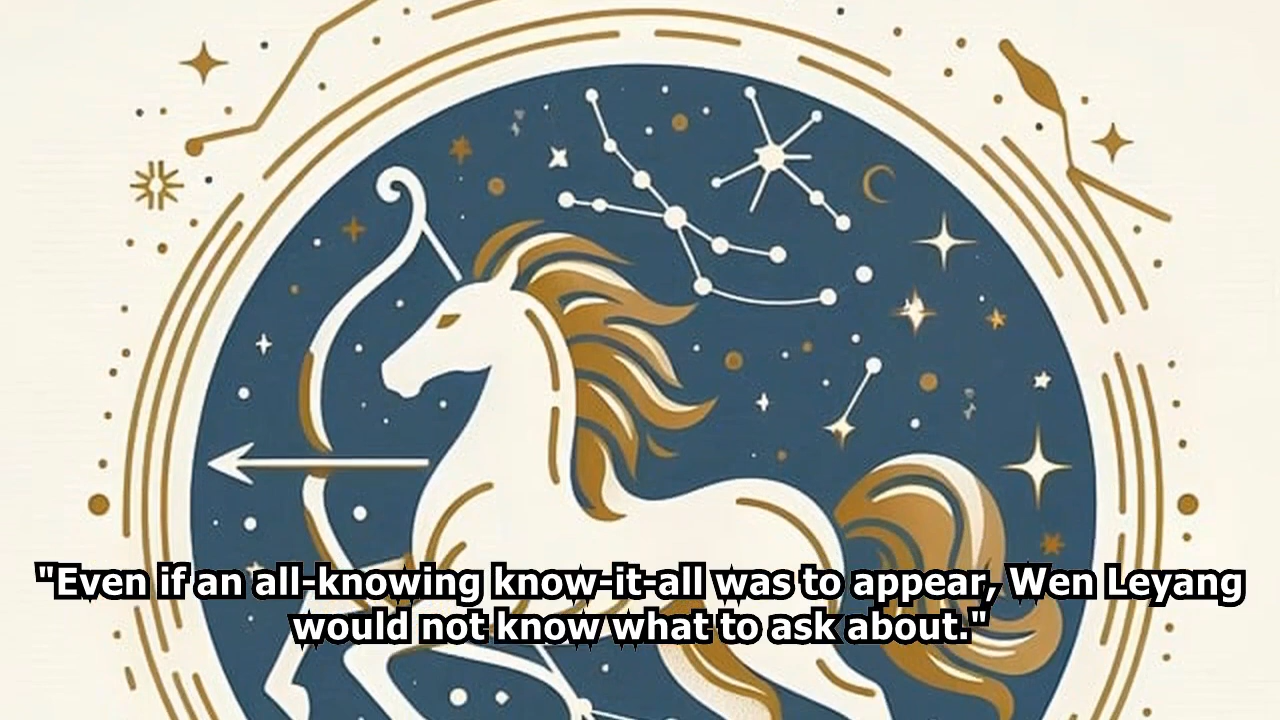 "Even if an all-knowing know-it-all was to appear, Wen Leyang
would not know what to ask about."